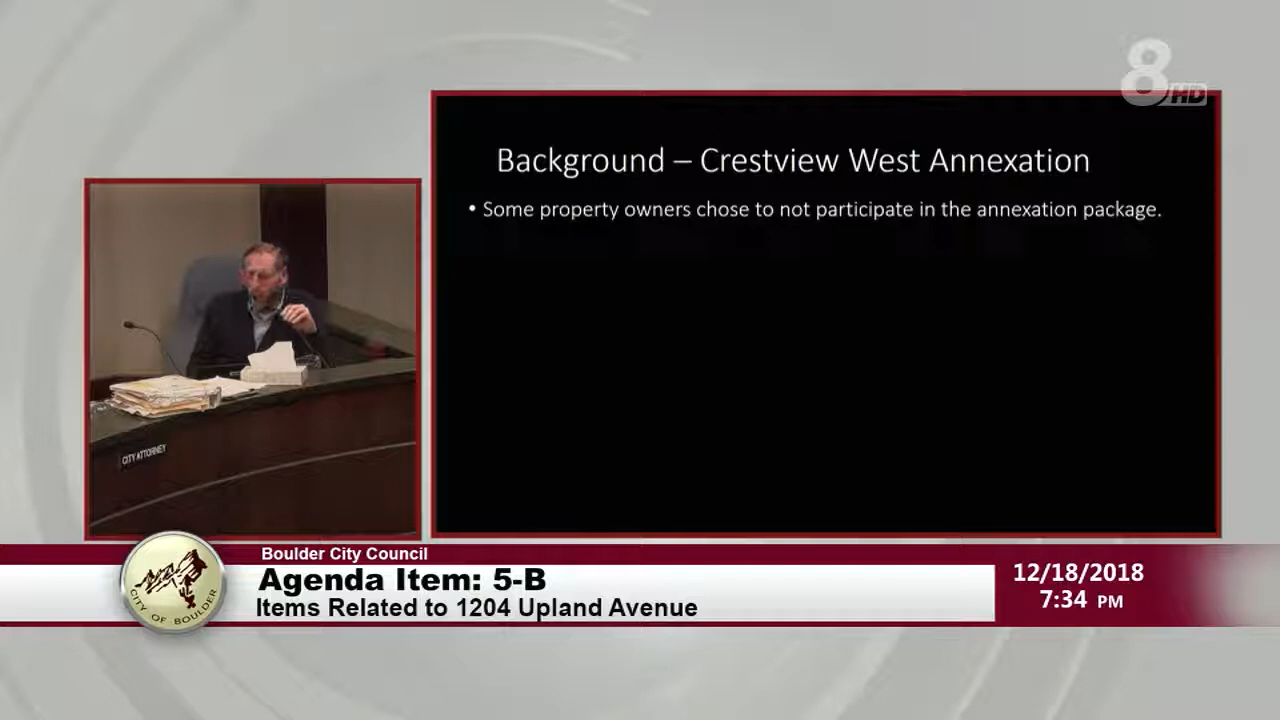 8
HD
Background – Crestview West Annexation
• Some property owners chose to not participate in the annexation package.
CITY ATTORNEY
Boulder City Council
Agenda Item: 5-B
Items Related to 1204 Upland Avenue
12/18/2018
7:34 PM
CITY OF BOULDER